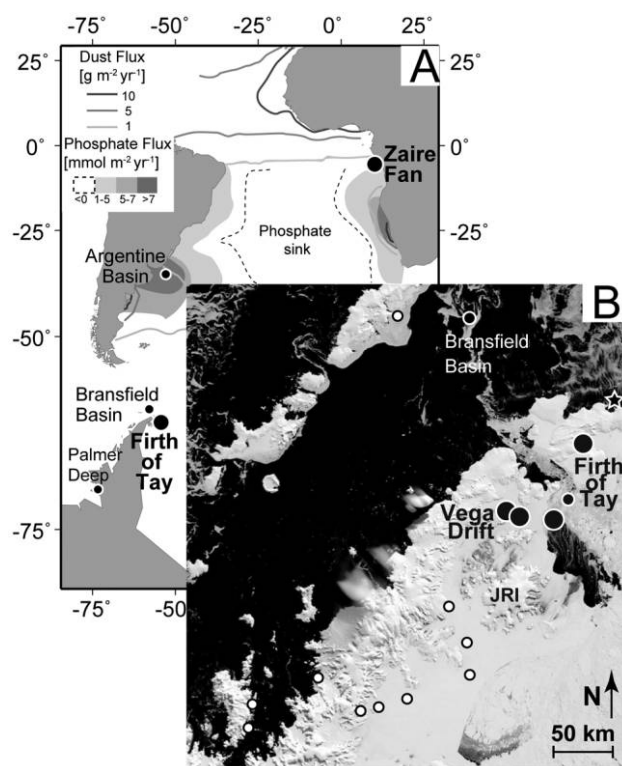 -75° -50° -25° 0° 25°
Dust Flux
[g m-2 yr-1]
10
5
1
Phosphate Flux
[mmol m-2 yr-1]
<0 1-5 5-7 >7
A
25° 25°
0° 0°
-25° -25°
-50°
-75°
Zaire
Fan
Phosphate
sink
Argentine
Basin
Bransfield
Basin
Firth
of
Tay
Palmer
Deep
-75° -50°
B
Bransfield
Basin
Firth
of
Tay
Vega
Drift
JRI
N
50 km